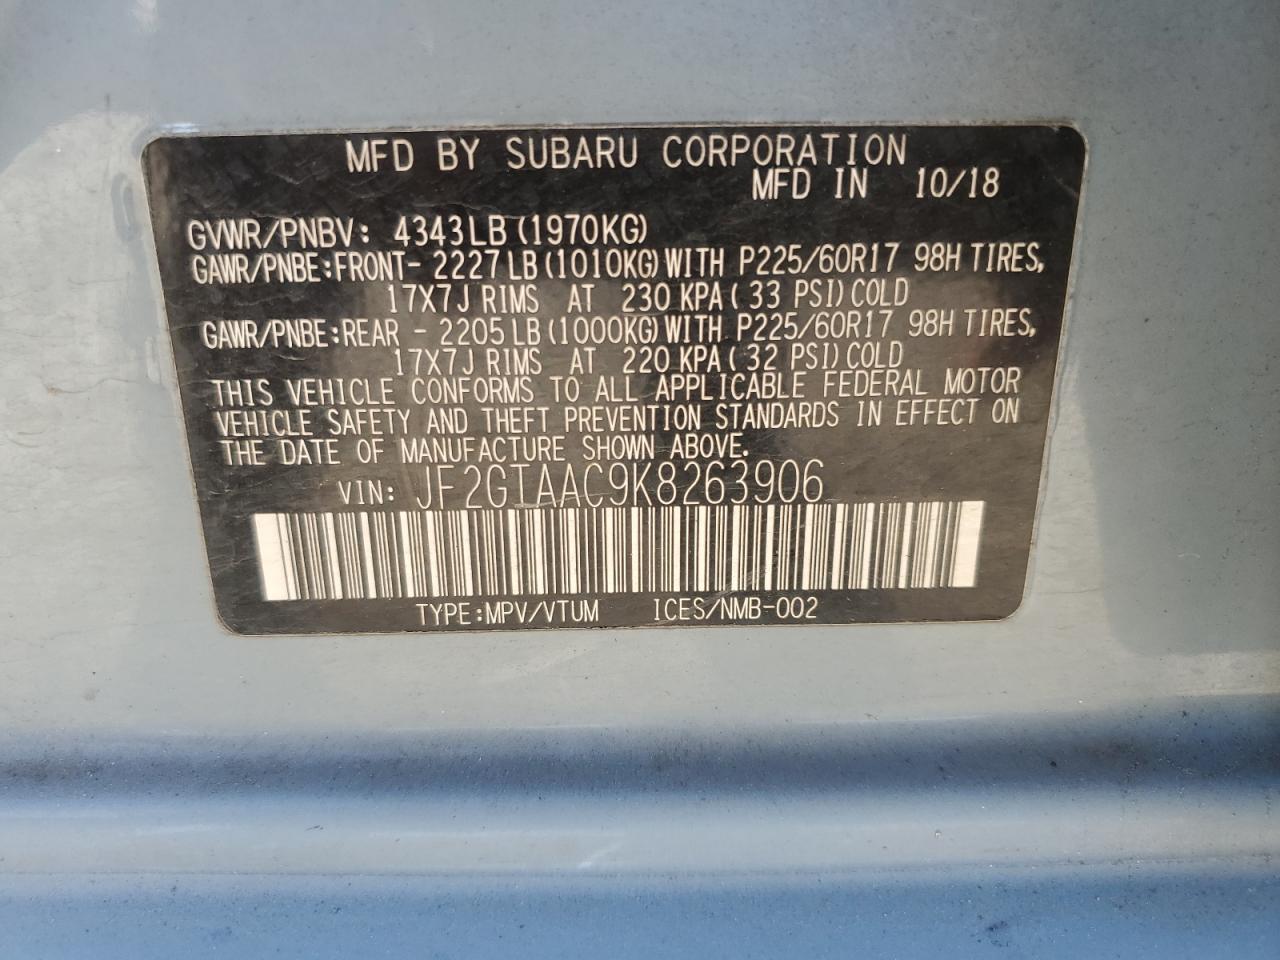 MFD BY SUBARU CORPORATION
MFD IN 10/18
GVWR/PNBV: 4343LB (1970KG)
GAWR/PNBE:FRONT- 2227LB (1010KG) WITH P225/60R17 98H TIRES,
17X7J RIMS AT 230 KPA ( 33 PSI) COLD
GAWR/PNBE:REAR - 2205LB (1000KG) WITH P225/60R17 98H TIRES,
17X7J RIMS AT 220 KPA ( 32 PSI) COLD
THIS VEHICLE CONFORMS TO ALL APPLICABLE FEDERAL MOTOR
VEHICLE SAFETY AND THEFT PREVENTION STANDARDS IN EFFECT ON
THE DATE OF MANUFACTURE SHOWN ABOVE.
VIN: JF2GTAAC9K8263906
TYPE:MPV/VTUM ICES/NMB-002